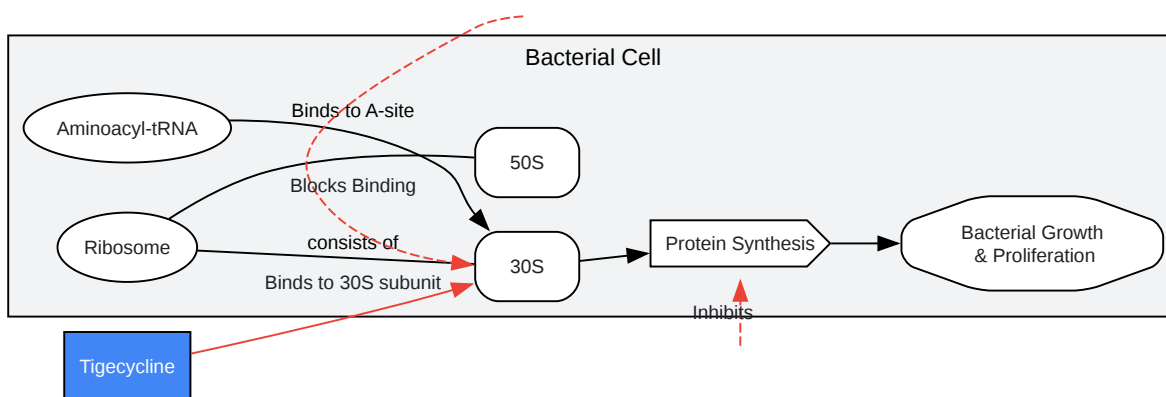 Bacterial Cell
Aminoacyl-tRNA
Binds to A-site
50S
Blocks Binding
Ribosome
consists of
30S
Protein Synthesis
Bacterial Growth
& Proliferation
Binds to 30S subunit
Inhibits
Tigecycline